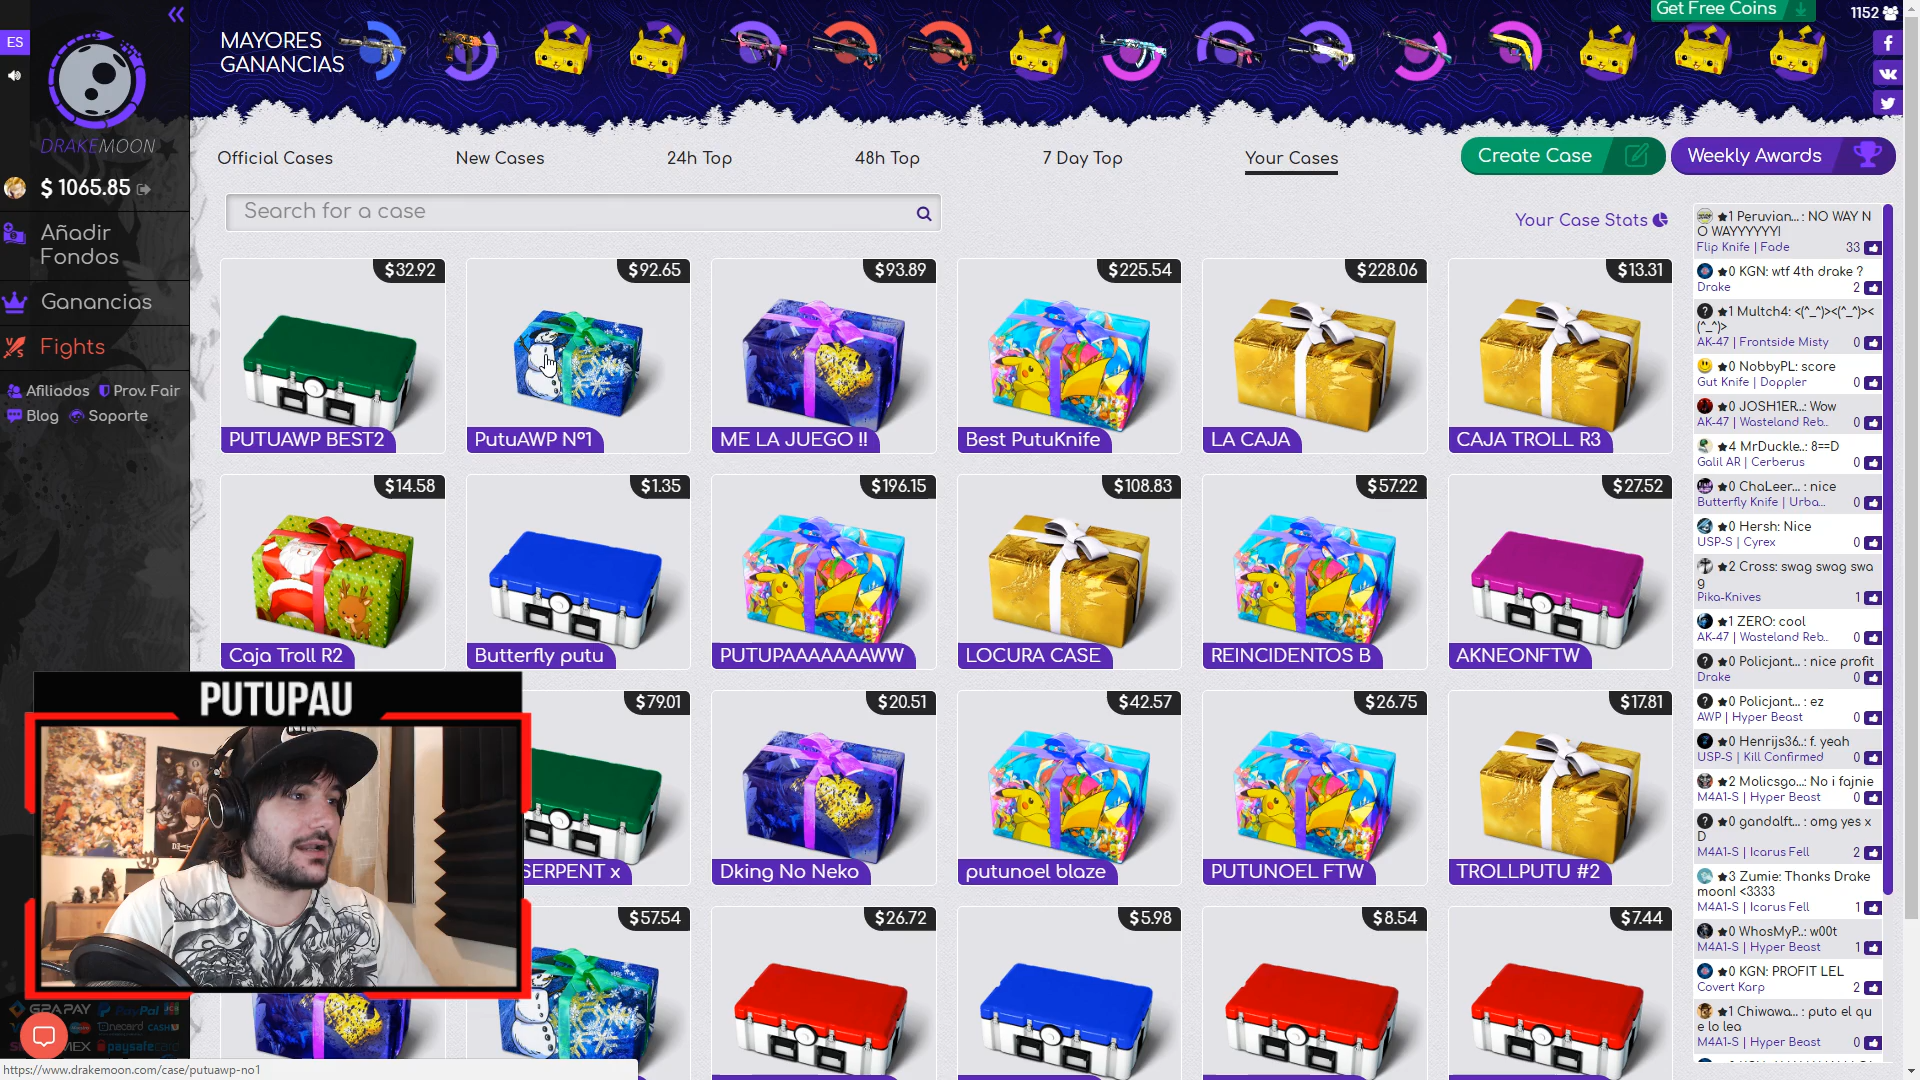 ES
DRAKEMOON
$ 1065.85
Añadir
Fondos
Ganancias
Fights
Afiliados
Prov. Fair
Blog
Soporte
MAYORES
GANANCIAS
Get Free Coins
1152
Official Cases
New Cases
24h Top
48h Top
7 Day Top
Your Cases
Create Case
Weekly Awards
Search for a case
Your Case Stats
$32.92
PUTUAWP BEST2
$92.65
PutuAWP Nº1
$93.89
ME LA JUEGO !!
$225.54
Best PutuKnife
$228.06
LA CAJA
$13.31
CAJA TROLL R3
$14.58
Caja Troll R2
$1.35
Butterfly putu
$196.15
PUTUPAAAAAAAWW
$108.83
LOCURA CASE
$57.22
REINCIDENTOS B
$27.52
AKNEONFTW
PUTUPAU
$79.01
SERPENT x
$20.51
Dking No Neko
$42.57
putunoel blaze
$26.75
PUTUNOEL FTW
$17.81
TROLLPUTU #2
$57.54
$26.72
$5.98
$8.54
$7.44
★1 Peruvian... : NO WAY N
O WAYYYYYY!
Flip Knife | Fade 33
★0 KGN: wtf 4th drake ?
Drake 2
★1 Multch4: <(^_^)><(^_^)><
(^_^)>
AK-47 | Frontside Misty 0
★0 NobbyPL: score
Gut Knife | Doppler 0
★0 JOSH1ER..: Wow
AK-47 | Wasteland Reb.. 0
★4 MrDuckle..: 8==D
Galil AR | Cerberus 0
★0 ChaLeer... : nice
Butterfly Knife | Urba... 0
★0 Hersh: Nice
USP-S | Cyrex 0
★2 Cross: swag swag swa
g
Pika-Knives 1
★1 ZERO: cool
AK-47 | Wasteland Reb.. 0
★0 Policjant... : nice profit
Drake 0
★0 Policjant... : ez
AWP | Hyper Beast 0
★0 Henrijs36..: f. yeah
USP-S | Kill Confirmed 0
★2 Molicsgo...: No i fajnie
M4A1-S | Hyper Beast 0
★0 gandalft... : omg yes x
D
M4A1-S | Icarus Fell 2
★3 Zumie: Thanks Drake
moon! <3333
M4A1-S | Icarus Fell 1
★0 WhosMyP..: w00t
M4A1-S | Hyper Beast 1
★0 KGN: PROFIT LEL
Covert Karp 2
★1 Chiwawa... : puto el qu
e lo lea
M4A1-S | Hyper Beast 0
G2APAY
PayPal
CASHU
paysafecard
https://www.drakemoon.com/case/putuawp-no1